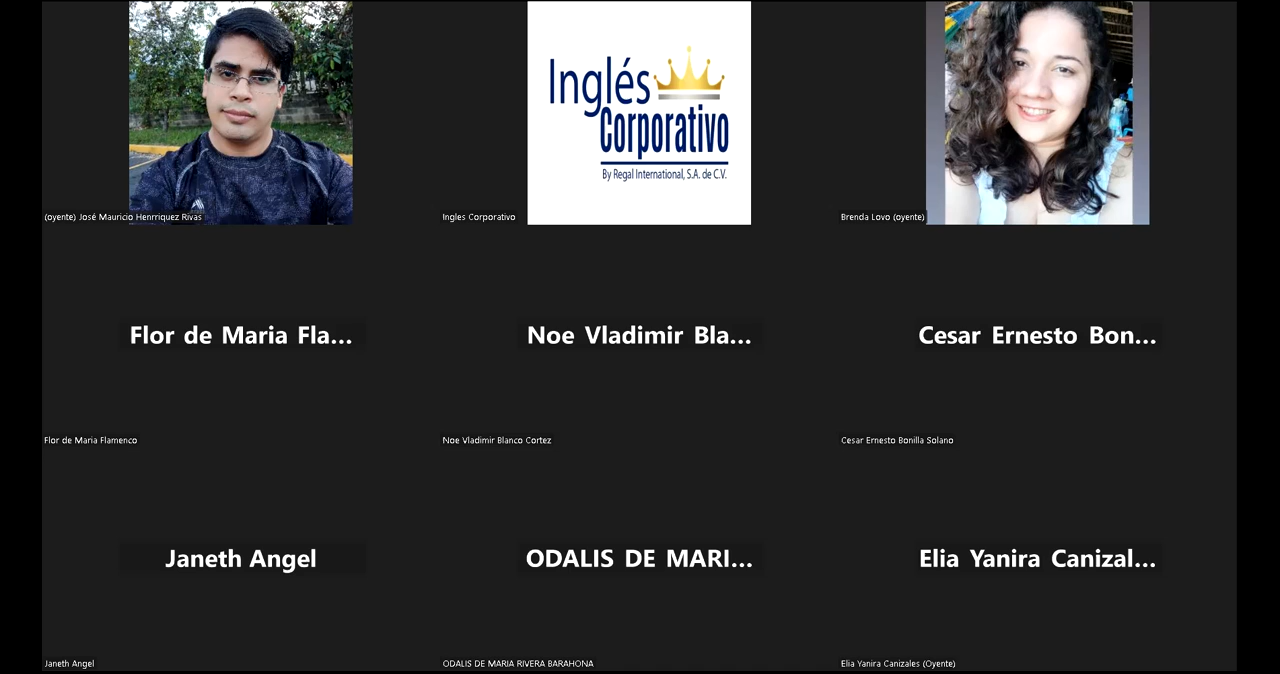 Inglés
Corporativo
By Regal International, S.A. de C.V.
(oyente) José Mauricio Henrriquez Rivas
Ingles Corporativo
Brenda Lovo (oyente)
Flor de Maria Fla...
Noe Vladimir Bla...
Cesar Ernesto Bon...
Flor de Maria Flamenco
Noe Vladimir Blanco Cortez
Cesar Ernesto Bonilla Solano
Janeth Angel
ODALIS DE MARI...
Elia Yanira Canizal...
Janeth Angel
ODALIS DE MARIA RIVERA BARAHONA
Elia Yanira Canizales (Oyente)